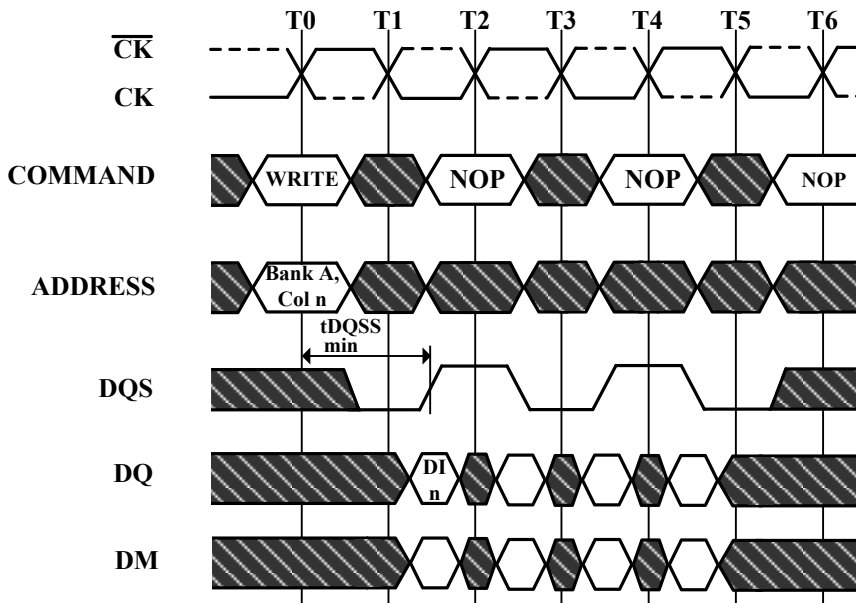 T0 T1 T2 T3 T4 T5 T6
CK
CK
COMMAND
WRITE NOP NOP NOP
ADDRESS
Bank A,
Col n
tDQSS
min
DQS
DQ
DI
n
DM